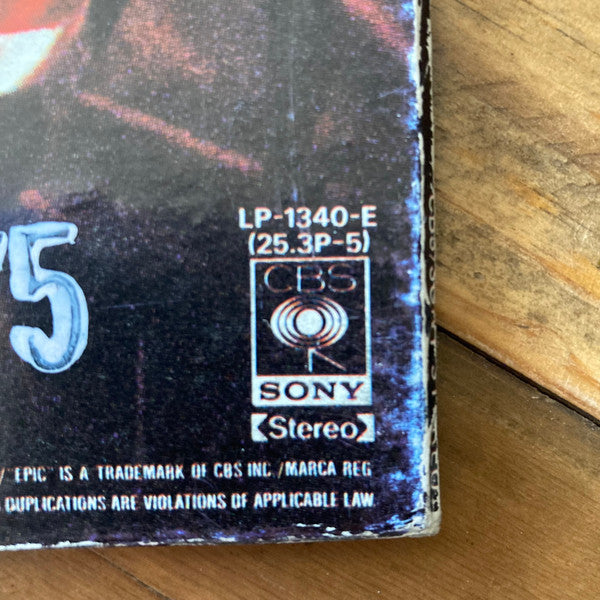 LP-1340-E
(25.3P-5)
CBS
SONY
Stereo
'5
/ EPIC" IS A TRADEMARK OF CBS INC./MARCA REG
DUPLICATIONS ARE VIOLATIONS OF APPLICABLE LAW.